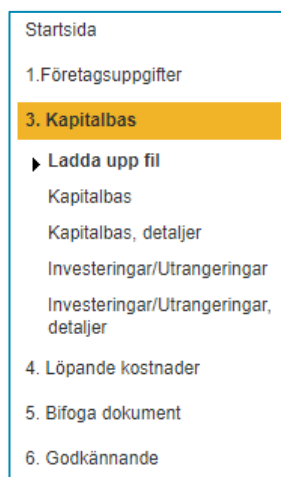 Startsida
1.Företagsuppgifter
3. Kapitalbas
Ladda upp fil
Kapitalbas
Kapitalbas, detaljer
Investeringar/Utrangeringar
Investeringar/Utrangeringar,
detaljer
4. Löpande kostnader
5. Bifoga dokument
6. Godkännande